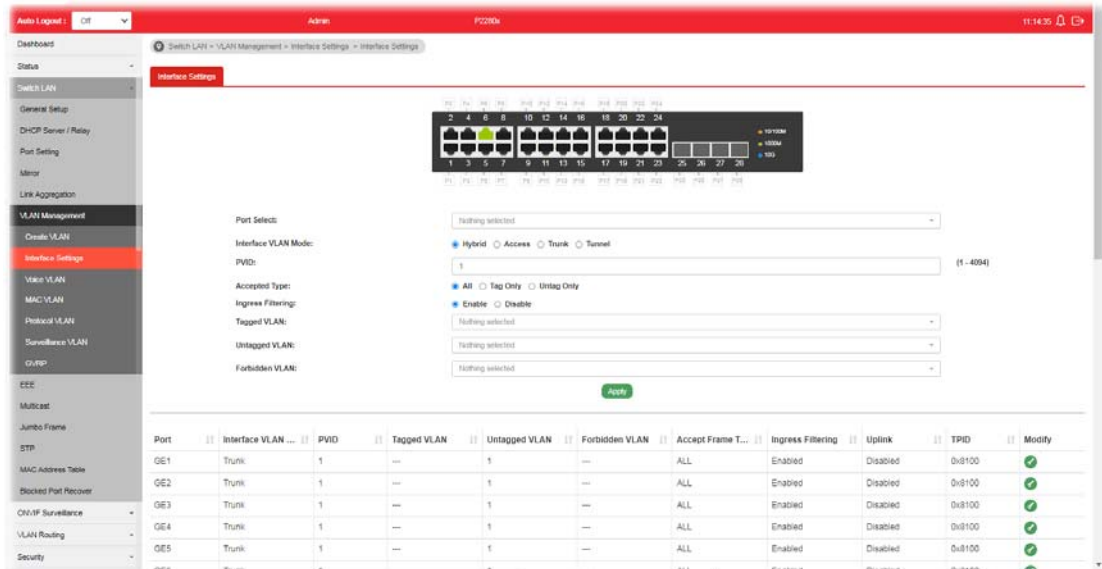 Auto Logout : Off Admin P2280x 11:14:35
Dashboard
Status
Switch LAN
General Setup
DHCP Server / Relay
Port Setting
Mirror
Link Aggregation
VLAN Management
Create VLAN
Interface Settings
Voice VLAN
MAC VLAN
Protocol VLAN
Surveillance VLAN
GVRP
EEE
Multicast
Jumbo Frame
STP
MAC Address Table
Blocked Port Recover
ONVIF Surveillance
VLAN Routing
Security
Switch LAN » VLAN Management » Interface Settings » Interface Settings
Interface Settings
2 4 6 8 10 12 14 16 18 20 22 24
10/100M
1000M
10G
1 3 5 7 9 11 13 15 17 19 21 23 25 26 27 28
Port Select: Nothing selected
Interface VLAN Mode: Hybrid Access Trunk Tunnel
PVID: 1 (1 - 4094)
Accepted Type: All Tag Only Untag Only
Ingress Filtering: Enable Disable
Tagged VLAN: Nothing selected
Untagged VLAN: Nothing selected
Forbidden VLAN: Nothing selected
Apply
Port Interface VLAN ... PVID Tagged VLAN Untagged VLAN Forbidden VLAN Accept Frame T... Ingress Filtering Uplink TPID Modify
GE1 Trunk 1 --- 1 --- ALL Enabled Disabled 0x8100
GE2 Trunk 1 --- 1 --- ALL Enabled Disabled 0x8100
GE3 Trunk 1 --- 1 --- ALL Enabled Disabled 0x8100
GE4 Trunk 1 --- 1 --- ALL Enabled Disabled 0x8100
GE5 Trunk 1 --- 1 --- ALL Enabled Disabled 0x8100